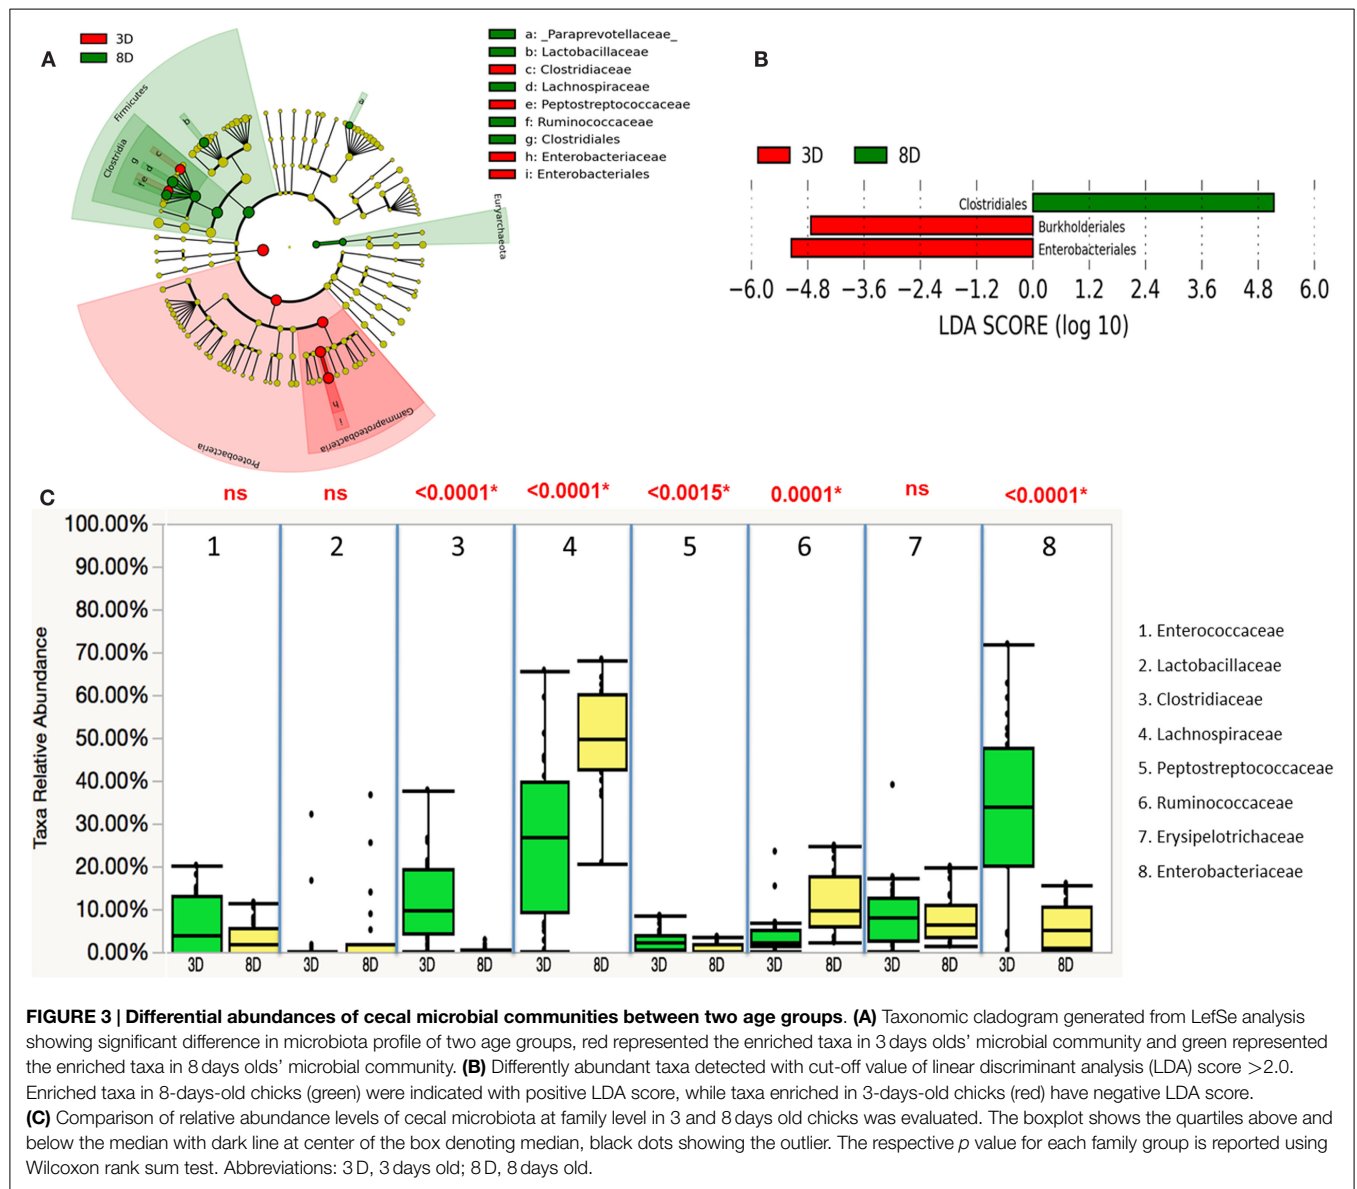 A
3D
8D
a: _Paraprevotellaceae_
b: Lactobacillaceae
c: Clostridiaceae
d: Lachnospiraceae
e: Peptostreptococcaceae
f: Ruminococcaceae
g: Clostridiales
h: Enterobacteriaceae
i: Enterobacteriales
Firmicutes
Clostridia
a
b
c
g
d
e
f
Euryarchaeota
h
i
Gammaproteobacteria
Proteobacteria
B
3D 8D
Clostridiales
Burkholderiales
Enterobacteriales
−6.0 −4.8 −3.6 −2.4 −1.2 0.0 1.2 2.4 3.6 4.8 6.0
LDA SCORE (log 10)
C
ns ns <0.0001* <0.0001* <0.0015* 0.0001* ns <0.0001*
1 2 3 4 5 6 7 8
Taxa Relative Abundance
100.00%
90.00%
80.00%
70.00%
60.00%
50.00%
40.00%
30.00%
20.00%
10.00%
0.00%
3D 8D 3D 8D 3D 8D 3D 8D 3D 8D 3D 8D 3D 8D 3D 8D
1. Enterococcaceae
2. Lactobacillaceae
3. Clostridiaceae
4. Lachnospiraceae
5. Peptostreptococcaceae
6. Ruminococcaceae
7. Erysipelotrichaceae
8. Enterobacteriaceae
FIGURE 3 | Differential abundances of cecal microbial communities between two age groups. (A) Taxonomic cladogram generated from LefSe analysis
showing significant difference in microbiota profile of two age groups, red represented the enriched taxa in 3 days olds' microbial community and green represented
the enriched taxa in 8 days olds' microbial community. (B) Differently abundant taxa detected with cut-off value of linear discriminant analysis (LDA) score >2.0.
Enriched taxa in 8-days-old chicks (green) were indicated with positive LDA score, while taxa enriched in 3-days-old chicks (red) have negative LDA score.
(C) Comparison of relative abundance levels of cecal microbiota at family level in 3 and 8 days old chicks was evaluated. The boxplot shows the quartiles above and
below the median with dark line at center of the box denoting median, black dots showing the outlier. The respective p value for each family group is reported using
Wilcoxon rank sum test. Abbreviations: 3 D, 3 days old; 8 D, 8 days old.